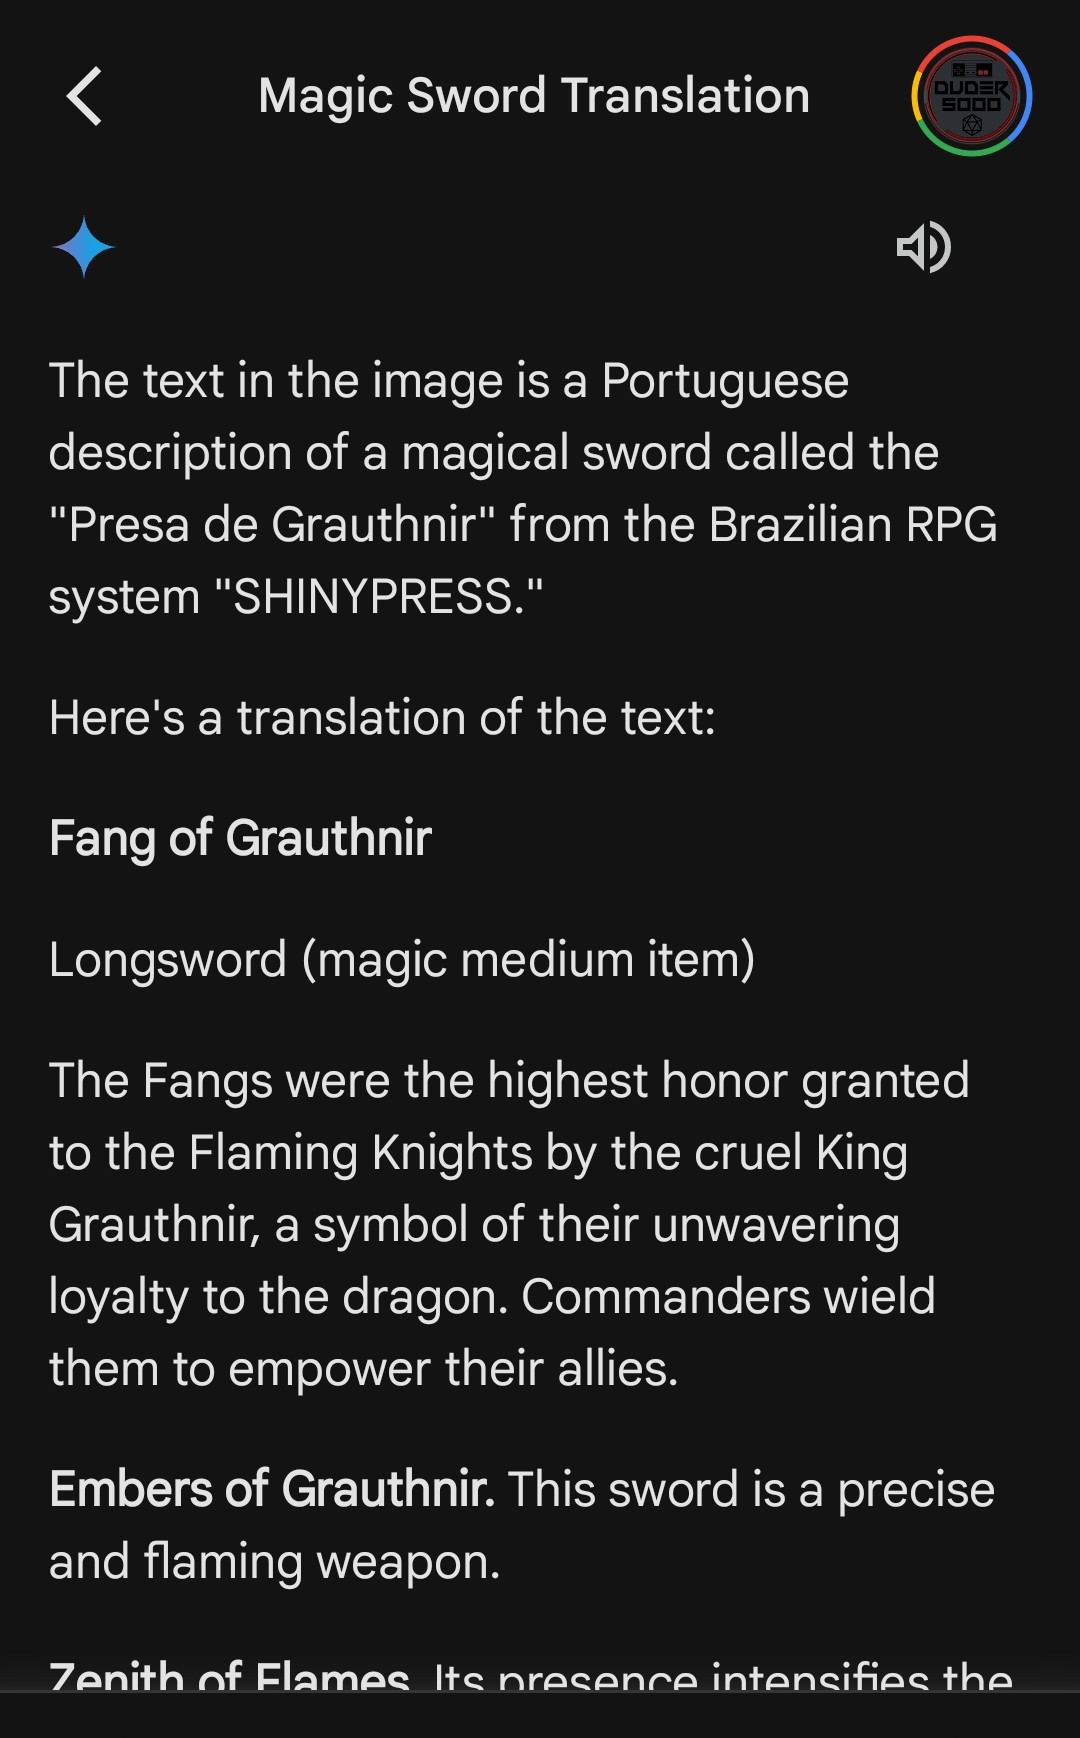 Magic Sword Translation
DUDER
5000
The text in the image is a Portuguese
description of a magical sword called the
"Presa de Grauthnir" from the Brazilian RPG
system "SHINYPRESS."
Here's a translation of the text:
Fang of Grauthnir
Longsword (magic medium item)
The Fangs were the highest honor granted
to the Flaming Knights by the cruel King
Grauthnir, a symbol of their unwavering
loyalty to the dragon. Commanders wield
them to empower their allies.
Embers of Grauthnir. This sword is a precise
and flaming weapon.
Zenith of Flames. Its presence intensifies the